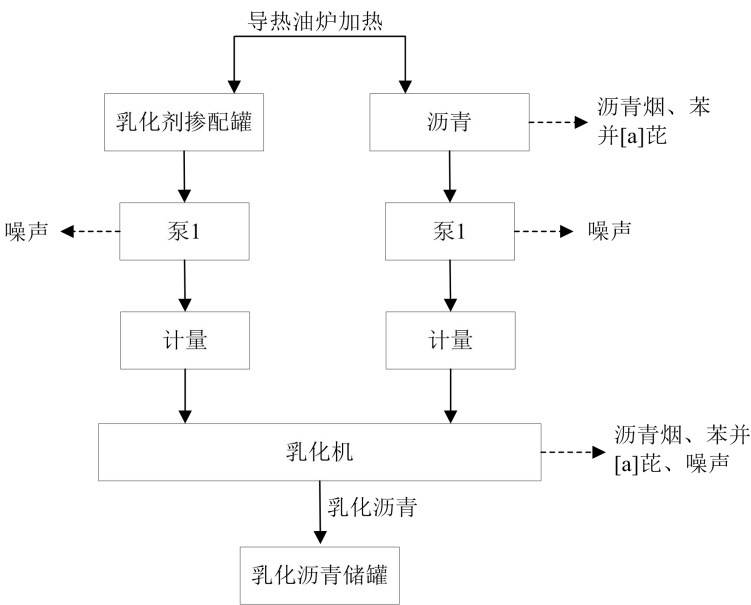 导热油炉加热
乳化剂掺配罐
沥青
沥青烟、苯
并[a]芘
噪声
泵1
泵1
噪声
计量
计量
乳化机
沥青烟、苯并
[a]芘、噪声
乳化沥青
乳化沥青储罐